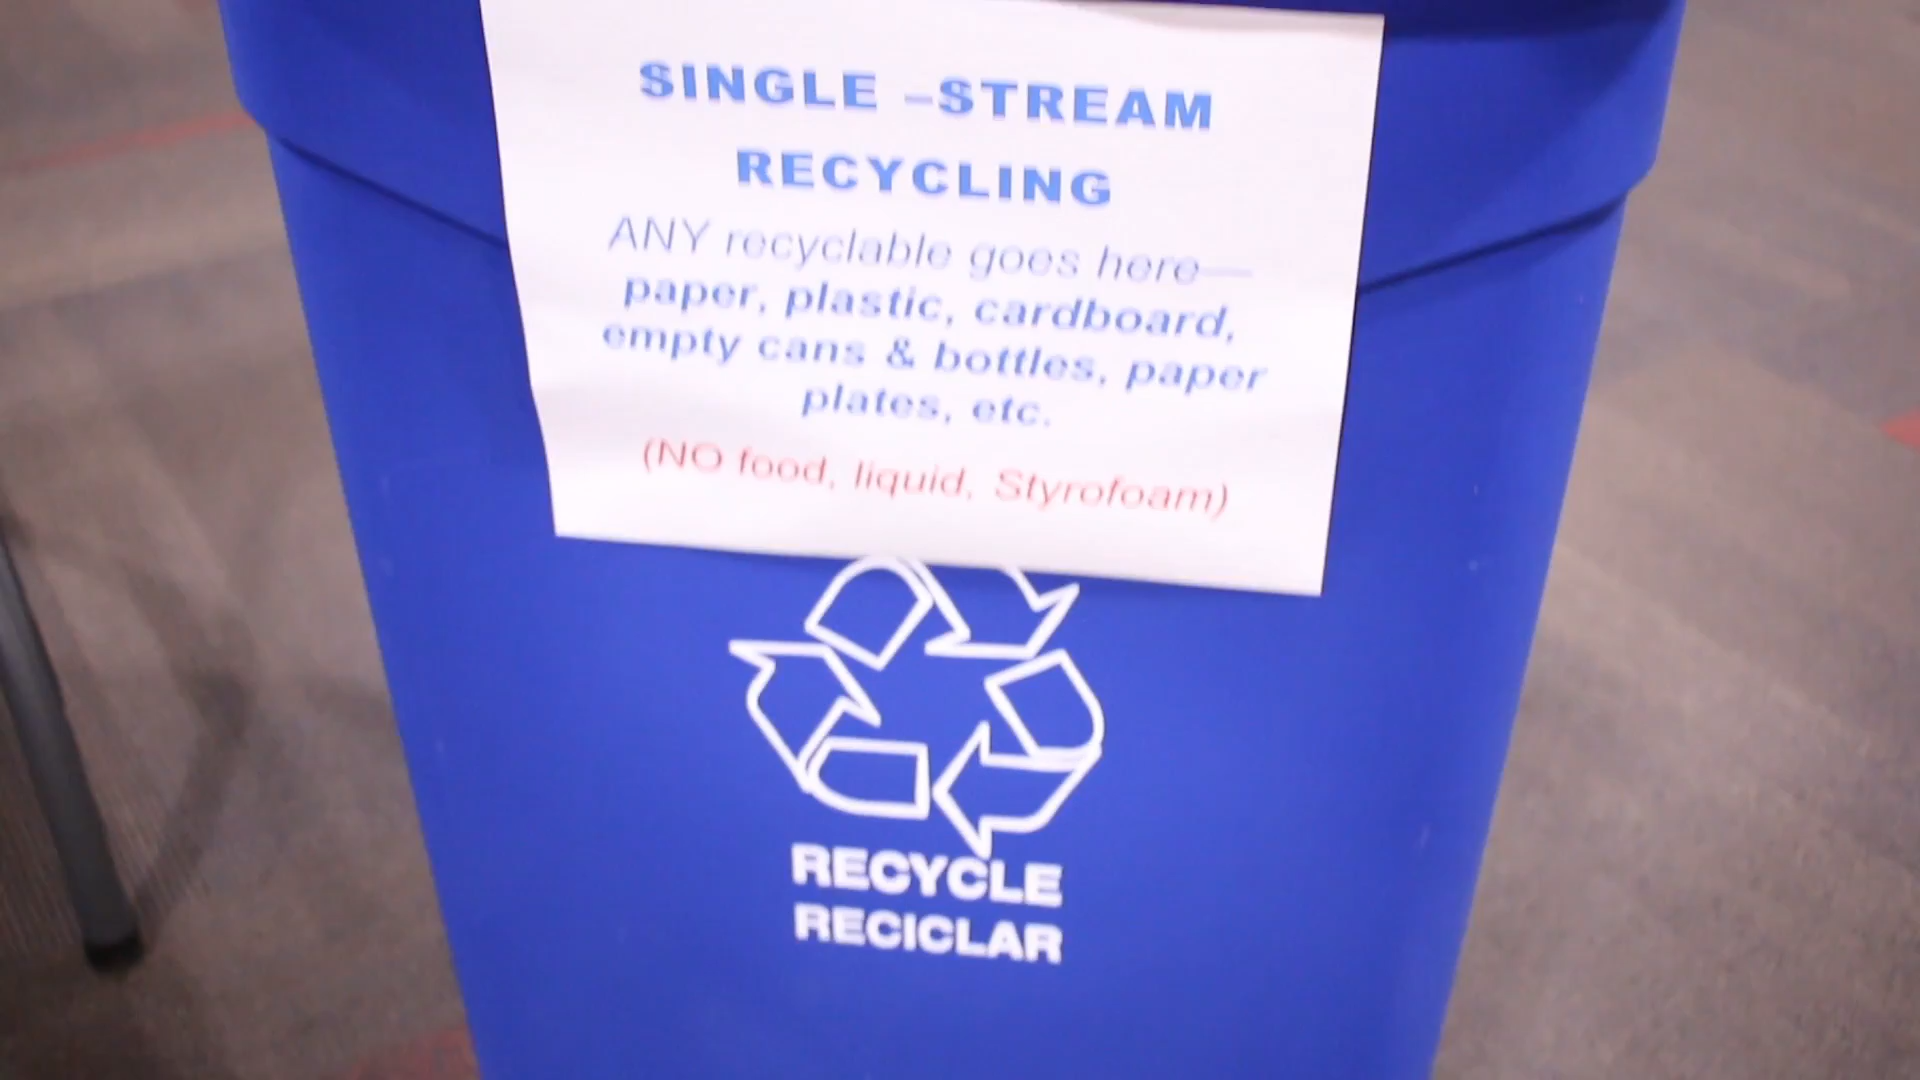 SINGLE –STREAM
RECYCLING
ANY recyclable goes here—
paper, plastic, cardboard,
empty cans & bottles, paper
plates, etc.
(NO food, liquid, Styrofoam)
RECYCLE
RECICLAR